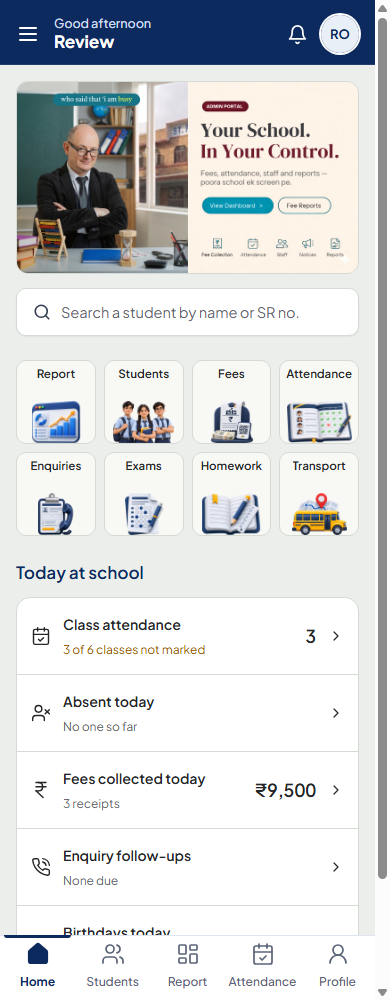 Good afternoon
Review
RO
who said that 'i am busy
ADMIN PORTAL
Your School.
In Your Control.
Fees, attendance, staff and reports —
poora school ek screen pe.
View Dashboard >
Fee Reports
Fee Collection
Attendance
Staff
Notices
Reports
Search a student by name or SR no.
Report
Students
Fees
Attendance
Enquiries
Exams
Homework
Transport
Today at school
Class attendance
3 of 6 classes not marked
3
Absent today
No one so far
Fees collected today
3 receipts
₹9,500
Enquiry follow-ups
None due
Birthdays today
Home
Students
Report
Attendance
Profile